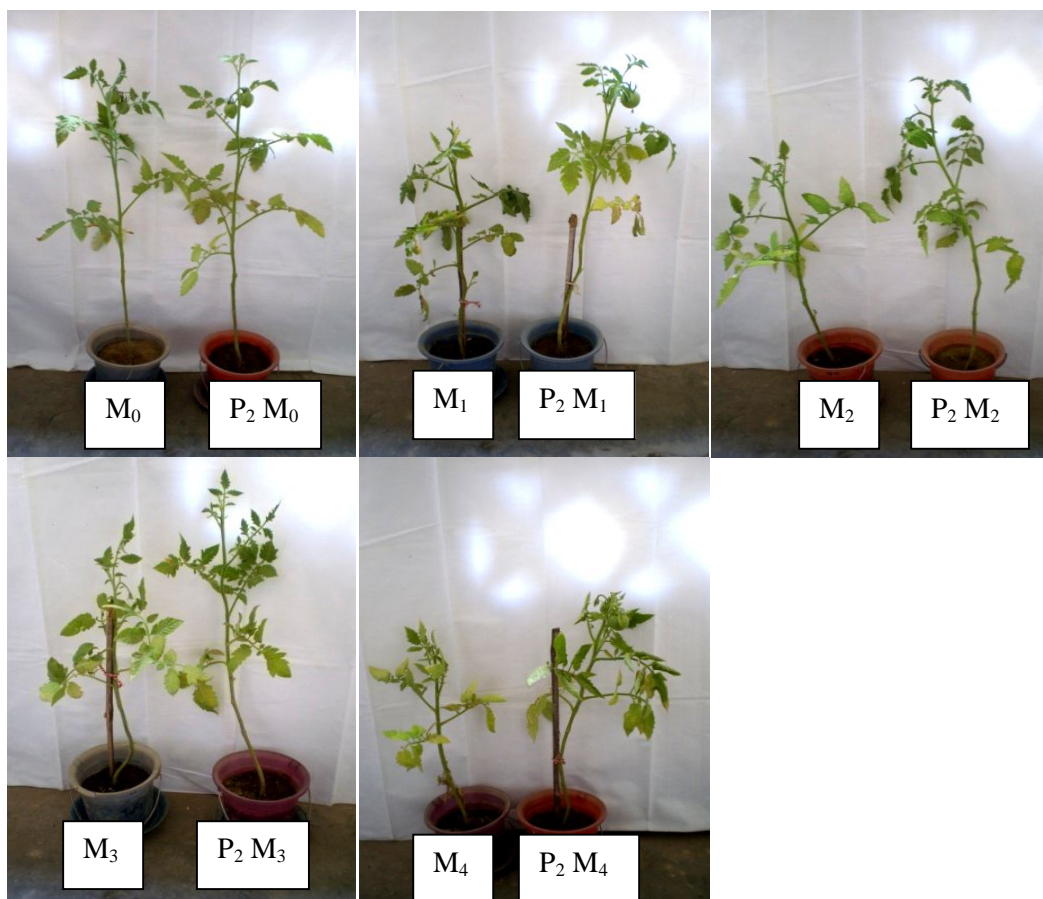 M₀
P₂ M₀
M₁
P₂ M₁
M₂
P₂ M₂
M₃
P₂ M₃
M₄
P₂ M₄